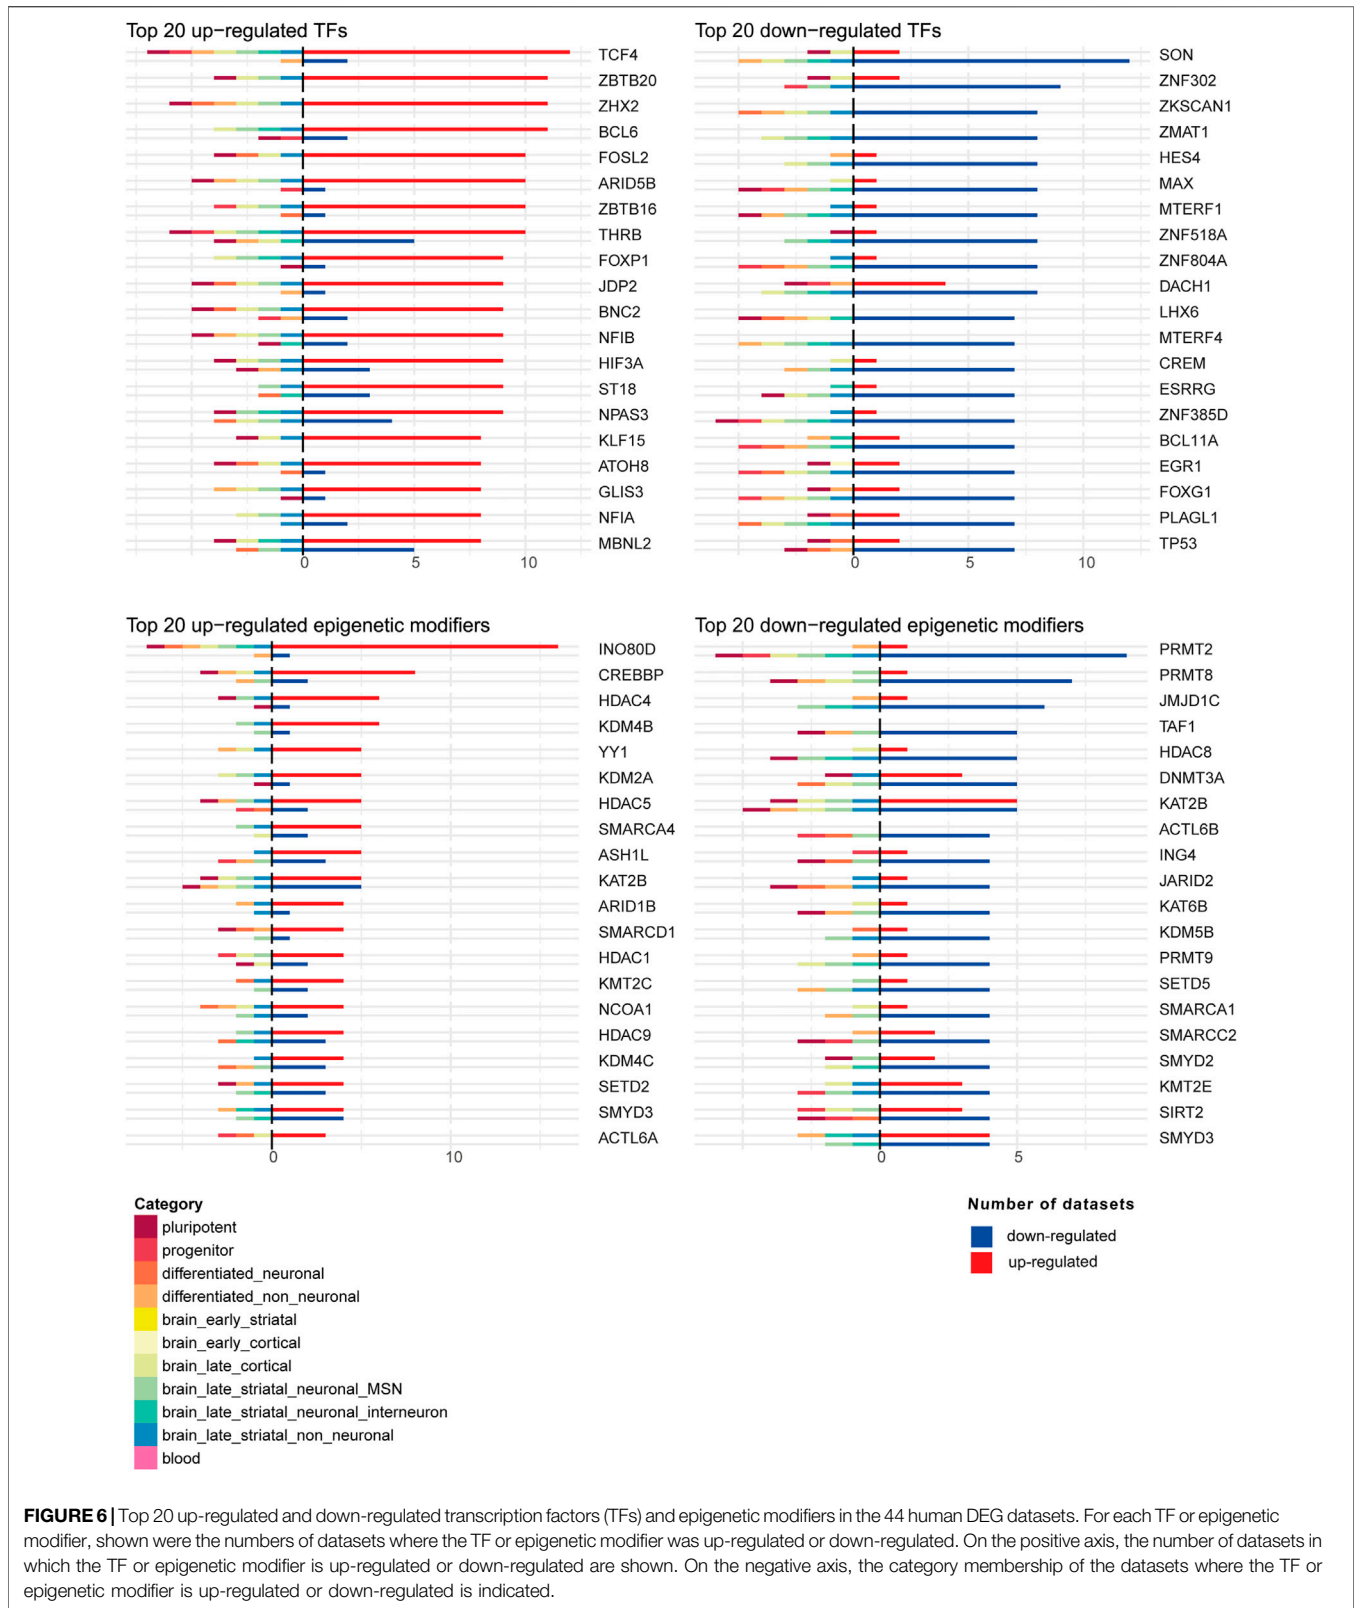 Top 20 up−regulated TFs
TCF4
ZBTB20
ZHX2
BCL6
FOSL2
ARID5B
ZBTB16
THRB
FOXP1
JDP2
BNC2
NFIB
HIF3A
ST18
NPAS3
KLF15
ATOH8
GLIS3
NFIA
MBNL2
0 5 10
Top 20 down−regulated TFs
SON
ZNF302
ZKSCAN1
ZMAT1
HES4
MAX
MTERF1
ZNF518A
ZNF804A
DACH1
LHX6
MTERF4
CREM
ESRRG
ZNF385D
BCL11A
EGR1
FOXG1
PLAGL1
TP53
0 5 10
Top 20 up−regulated epigenetic modifiers
INO80D
CREBBP
HDAC4
KDM4B
YY1
KDM2A
HDAC5
SMARCA4
ASH1L
KAT2B
ARID1B
SMARCD1
HDAC1
KMT2C
NCOA1
HDAC9
KDM4C
SETD2
SMYD3
ACTL6A
0 10
Top 20 down−regulated epigenetic modifiers
PRMT2
PRMT8
JMJD1C
TAF1
HDAC8
DNMT3A
KAT2B
ACTL6B
ING4
JARID2
KAT6B
KDM5B
PRMT9
SETD5
SMARCA1
SMARCC2
SMYD2
KMT2E
SIRT2
SMYD3
0 5
Category
pluripotent
progenitor
differentiated_neuronal
differentiated_non_neuronal
brain_early_striatal
brain_early_cortical
brain_late_cortical
brain_late_striatal_neuronal_MSN
brain_late_striatal_neuronal_interneuron
brain_late_striatal_non_neuronal
blood
Number of datasets
down-regulated
up-regulated
FIGURE 6 | Top 20 up-regulated and down-regulated transcription factors (TFs) and epigenetic modifiers in the 44 human DEG datasets. For each TF or epigenetic
modifier, shown were the numbers of datasets where the TF or epigenetic modifier was up-regulated or down-regulated. On the positive axis, the number of datasets in
which the TF or epigenetic modifier is up-regulated or down-regulated are shown. On the negative axis, the category membership of the datasets where the TF or
epigenetic modifier is up-regulated or down-regulated is indicated.